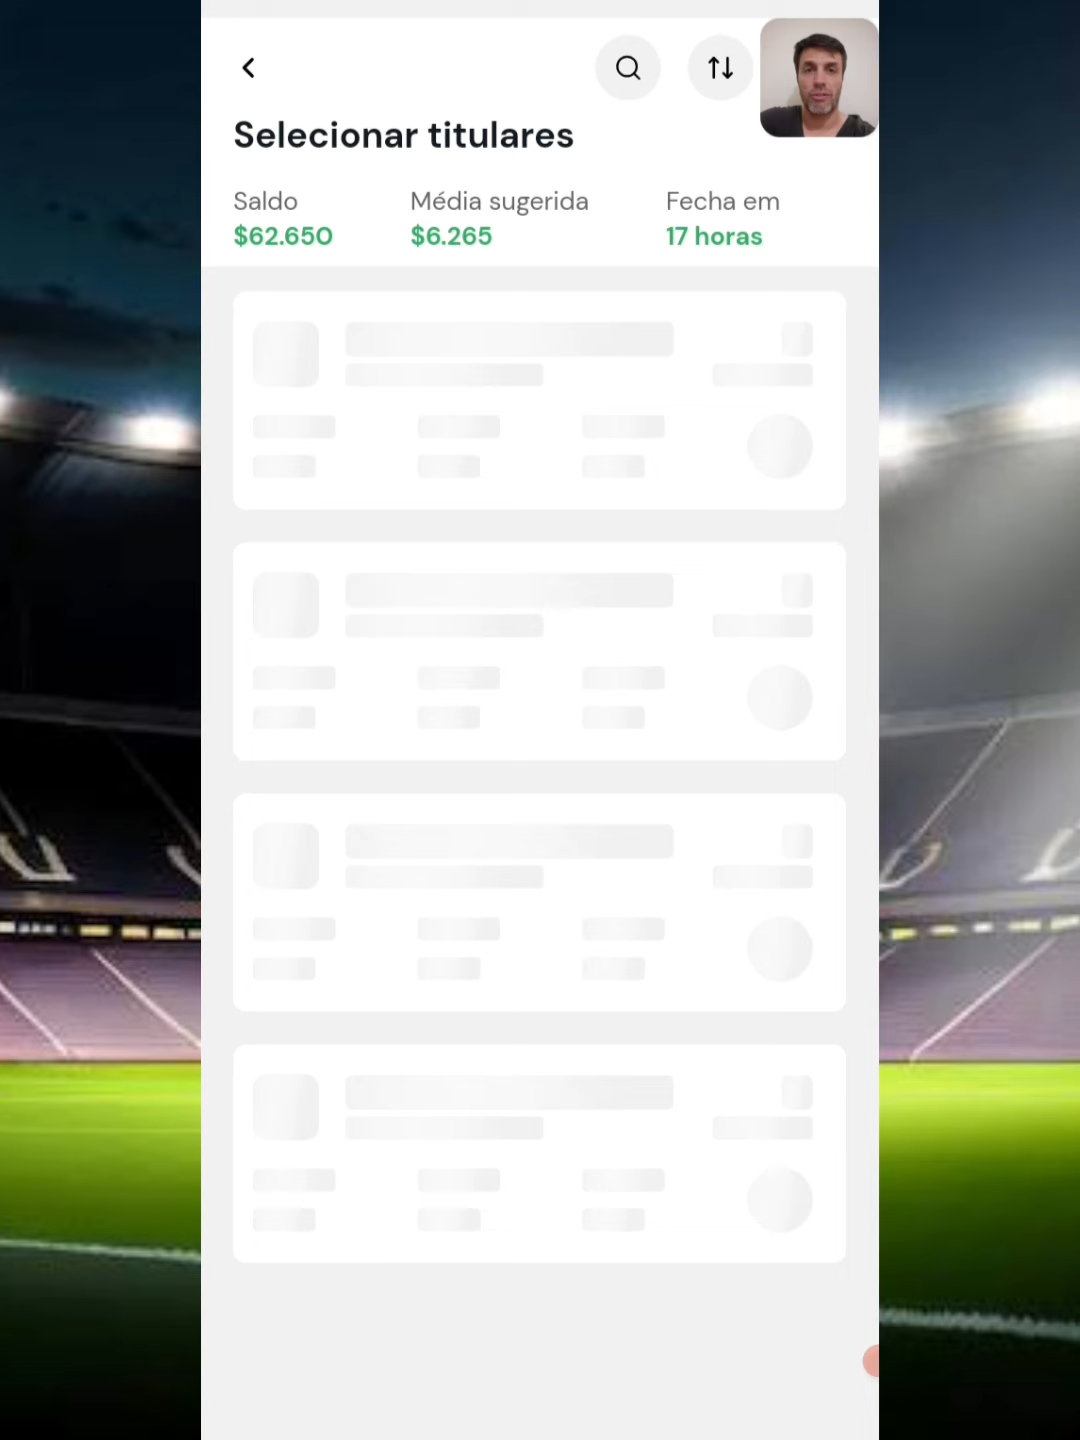 Selecionar titulares
Saldo
Média sugerida
Fecha em
$62.650
$6.265
17 horas